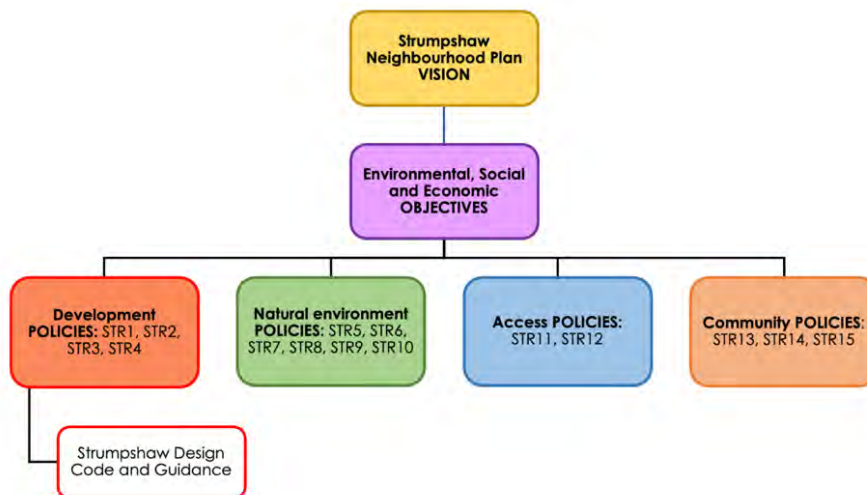 Strumpshaw
Neighbourhood Plan
VISION
Environmental, Social
and Economic
OBJECTIVES
Development
POLICIES: STR1, STR2,
STR3, STR4
Natural environment
POLICIES: STR5, STR6,
STR7, STR8, STR9, STR10
Access POLICIES:
STR11, STR12
Community POLICIES:
STR13, STR14, STR15
Strumpshaw Design
Code and Guidance